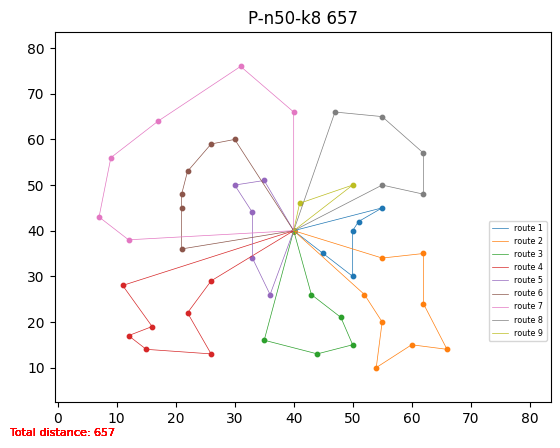 P-n50-k8 657
80
70
60
50
40
30
20
10
0 10 20 30 40 50 60 70 80
route 1
route 2
route 3
route 4
route 5
route 6
route 7
route 8
route 9
Total distance: 657